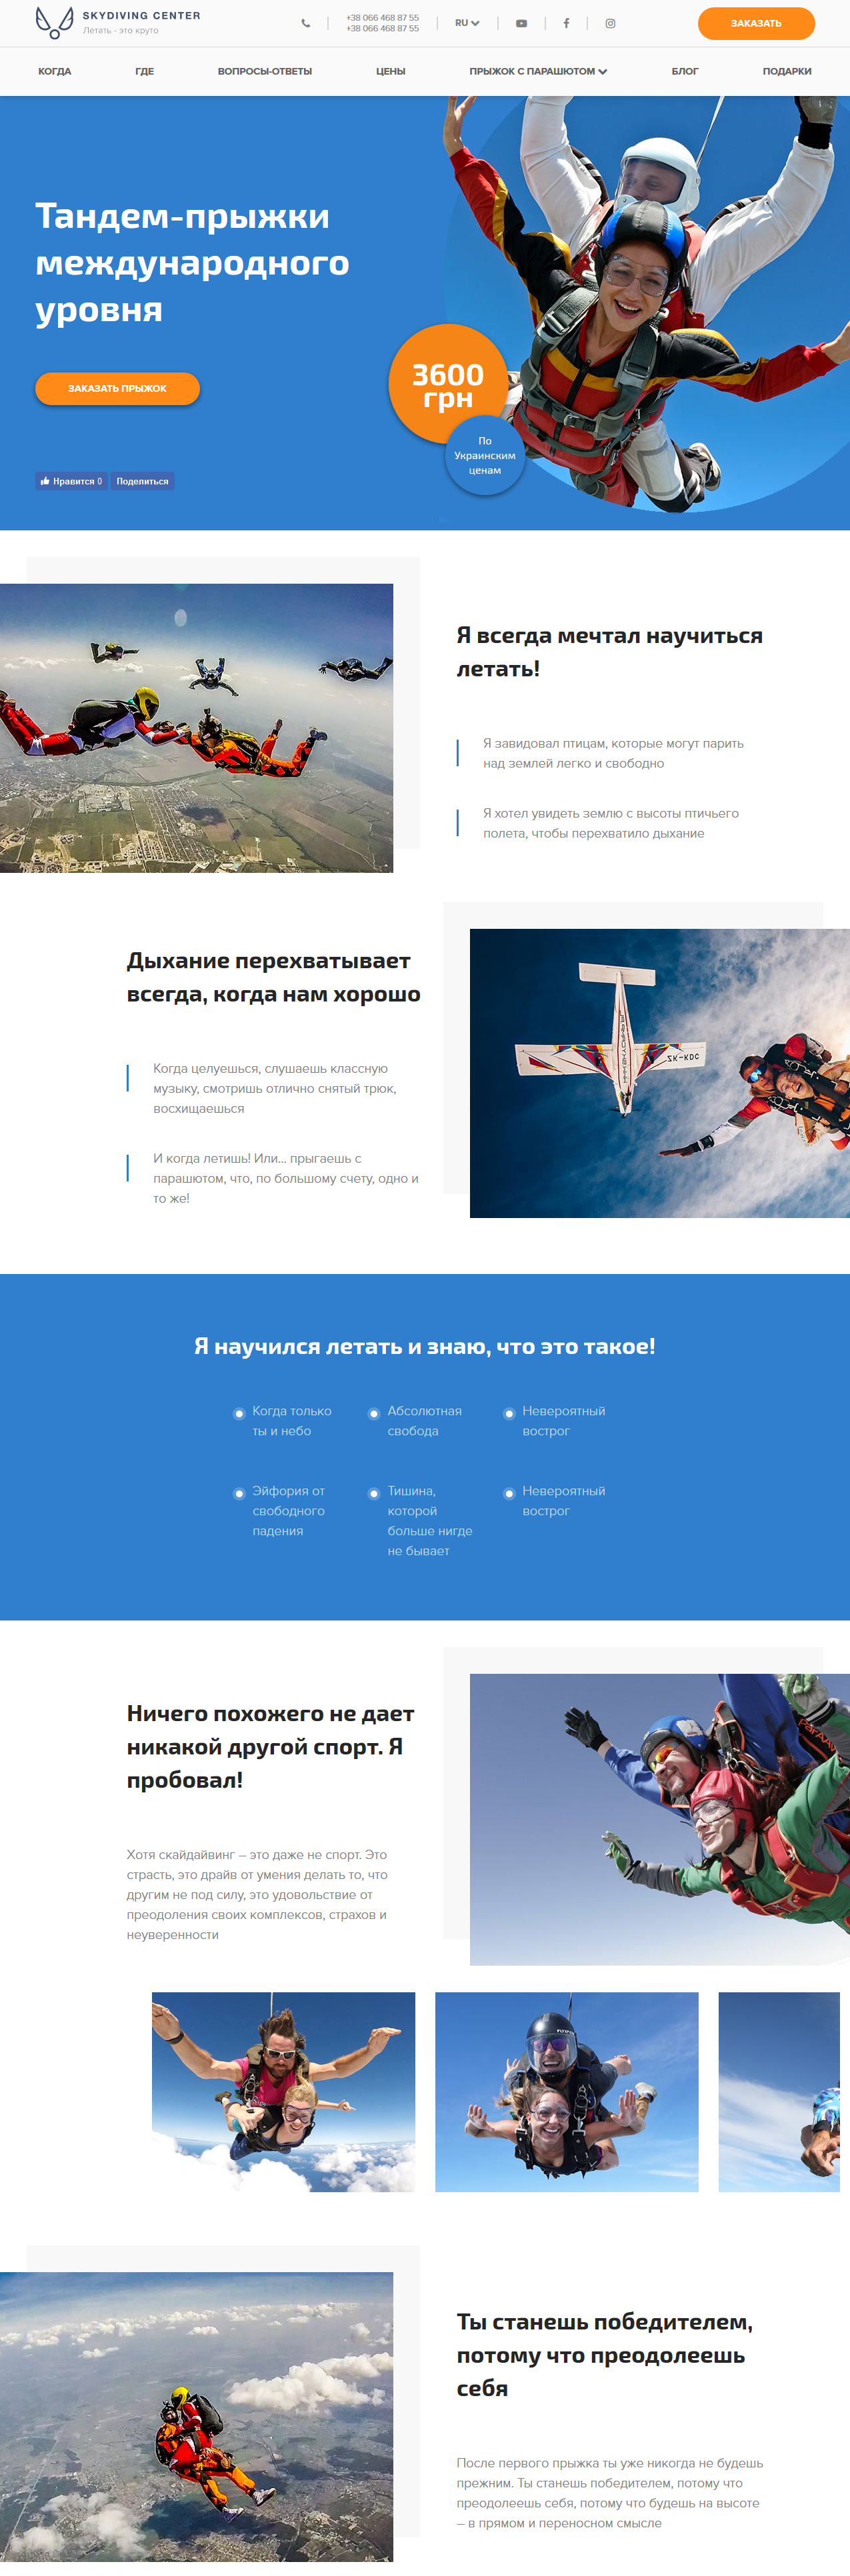 SKYDIVING CENTER
Летать - это круто
+38 066 468 87 55
+38 066 468 87 55
RU
ЗАКАЗАТЬ
КОГДА
ГДЕ
ВОПРОСЫ-ОТВЕТЫ
ЦЕНЫ
ПРЫЖОК С ПАРАШЮТОМ
БЛОГ
ПОДАРКИ
Тандем-прыжки
международного
уровня
ЗАКАЗАТЬ ПРЫЖОК
3600
грн
По
Украинским
ценам
Нравится 0
Поделиться
Я всегда мечтал научиться
летать!
Я завидовал птицам, которые могут парить
над землей легко и свободно
Я хотел увидеть землю с высоты птичьего
полета, чтобы перехватило дыхание
Дыхание перехватывает
всегда, когда нам хорошо
Когда целуешься, слушаешь классную
музыку, смотришь отлично снятый трюк,
восхищаешься
И когда летишь! Или... прыгаешь с
парашютом, что, по большому счету, одно и
то же!
ZK-KDC
Я научился летать и знаю, что это такое!
Когда только
ты и небо
Абсолютная
свобода
Невероятный
востorг
Эйфория от
свободного
падения
Тишина,
которой
больше нигде
не бывает
Невероятный
вострог
Ничего похожего не дает
никакой другой спорт. Я
пробовал!
Хотя скайдайвинг – это даже не спорт. Это
страсть, это драйв от умения делать то, что
другим не под силу, это удовольствие от
преодоления своих комплексов, страхов и
неуверенности
Ты станешь победителем,
потому что преодолеешь
себя
После первого прыжка ты уже никогда не будешь
прежним. Ты станешь победителем, потому что
преодолеешь себя, потому что будешь на высоте
– в прямом и переносном смысле